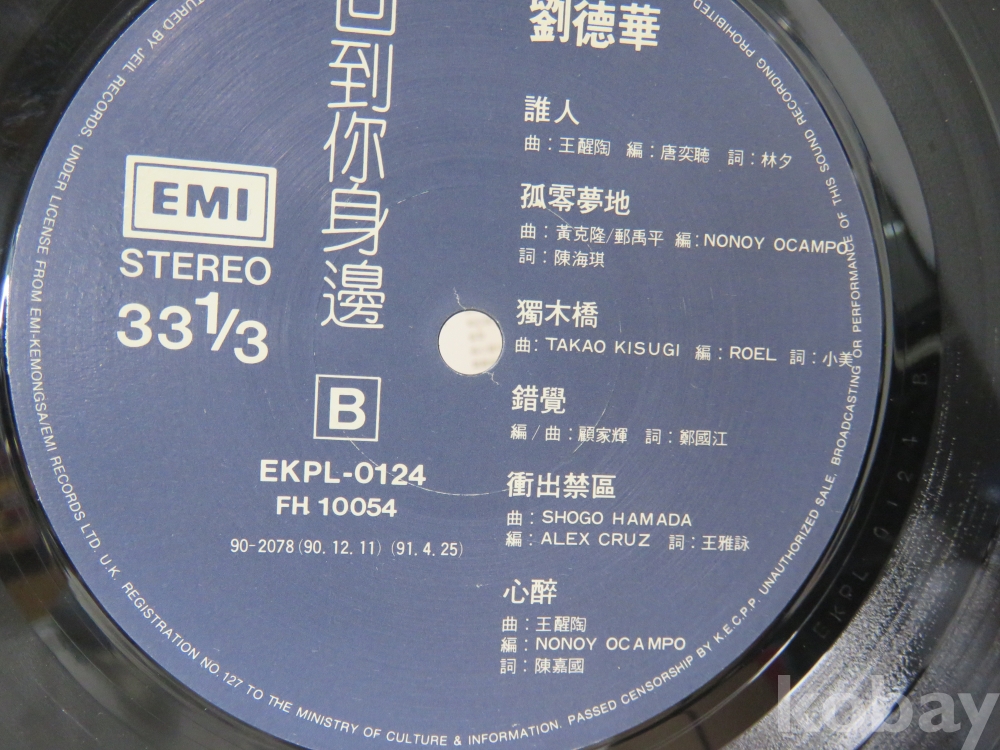 回到你身邊
劉德華
EMI
STEREO
33 1/3
B
EKPL-0124
FH 10054
90-2078 (90. 12. 11) (91. 4. 25)
誰人
曲：王醒陶 編：唐奕聰 詞：林夕
孤零夢地
曲：黃克隆/郵禹平 編：NONOY OCAMPO
詞：陳海琪
獨木橋
曲：TAKAO KISUGI 編：ROEL 詞：小美
錯覺
編/曲：顧家輝 詞：鄭國江
衝出禁區
曲：SHOGO HAMADA
編：ALEX CRUZ 詞：王雅詠
心醉
曲：王醒陶
編：NONOY OCAMPO
詞：陳嘉國
TURED BY JEIL RECORDS, UNDER LICENSE FROM EMI-KEMONGSA/EMI RECORDS LTD. U.K. REGISTRATION NO. 127 TO THE MINISTRY OF CULTURE & INFORMATION. PASSED CENSORSHIP BY K.E.C.P.P. UNAUTHORIZED SALE, BROADCASTING OR PERFORMANCE OF THIS SOUND RECORDING PROHIBITED
EKPL 0124 B
kobay